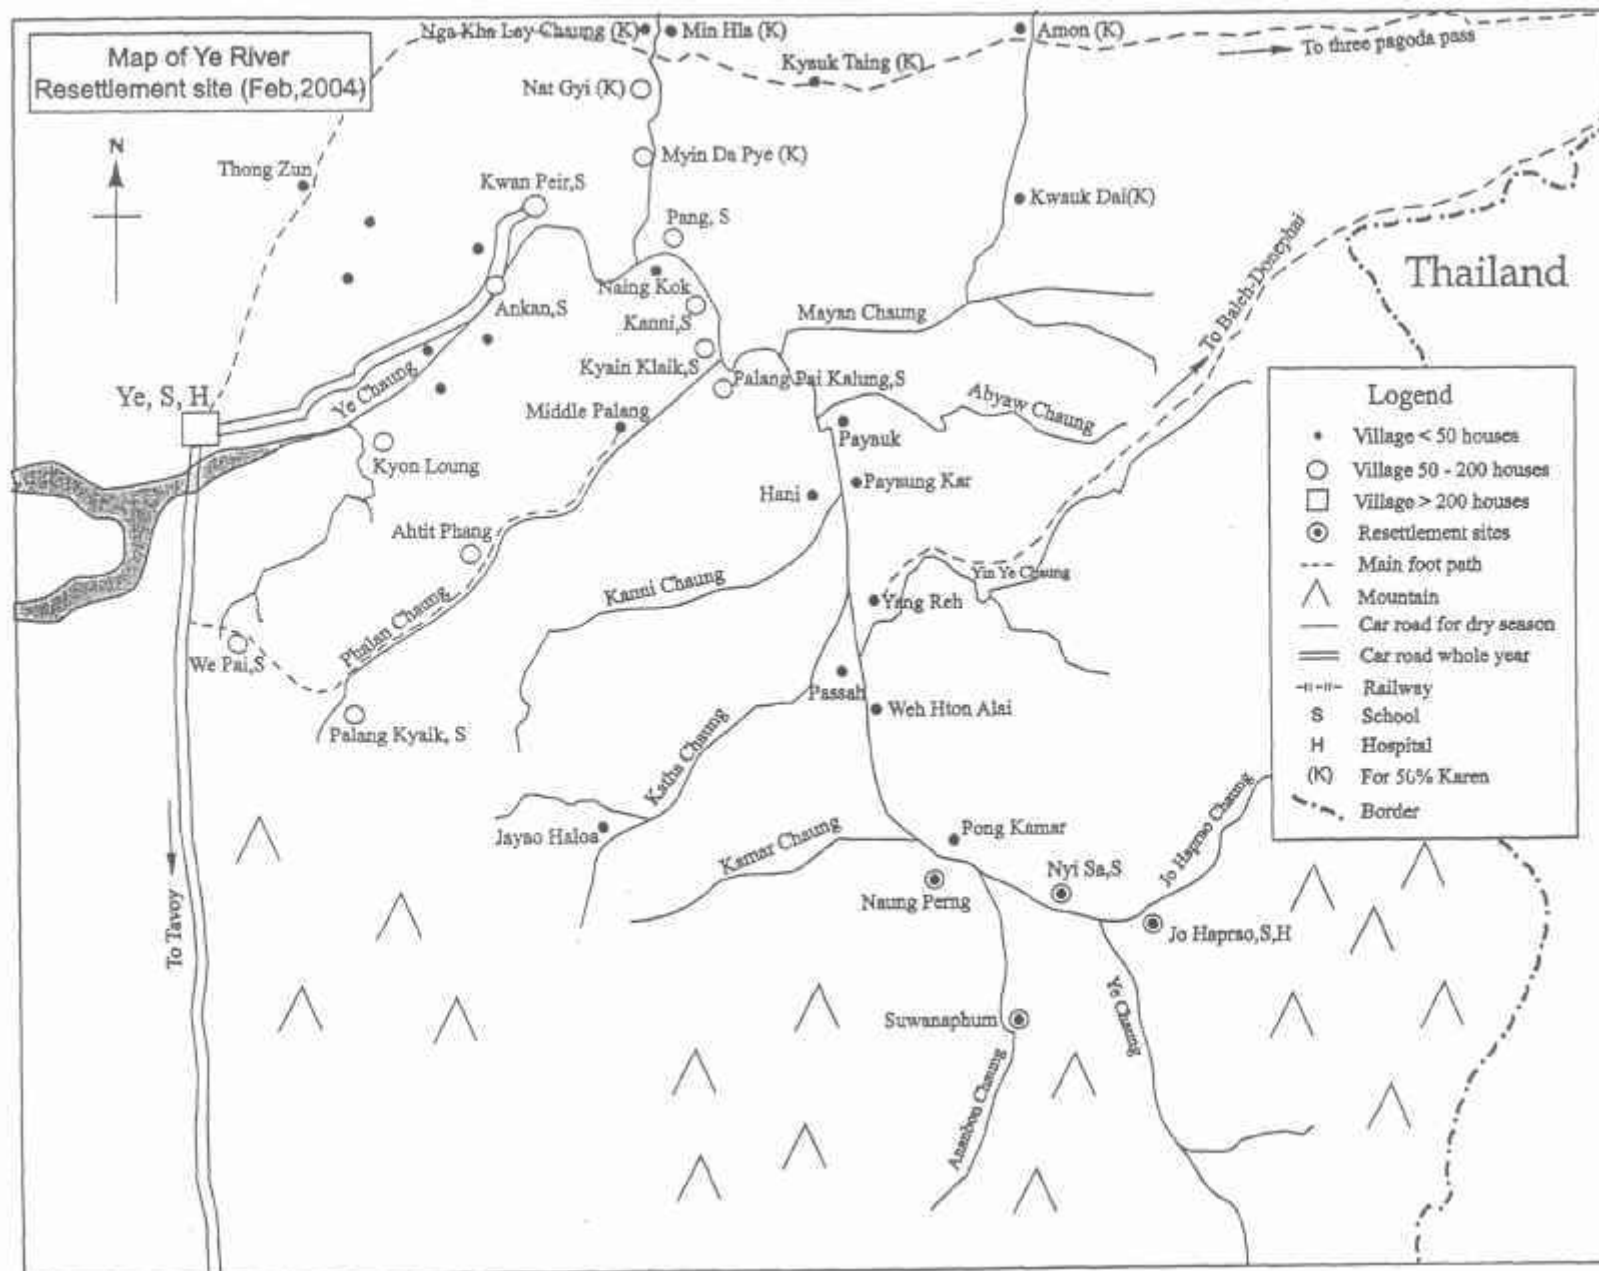 Map of Ye River
Resettlement site (Feb,2004)
N
Nga Kha Lay Chaung (K)
Min Hla (K)
Amon (K)
To three pagoda pass
Kyauk Taing (K)
Nat Gyi (K)
Myin Da Pye (K)
Thong Zun
Kwan Peir,S
Kwauk Dai(K)
Pang, S
To Baleh-Donephai
Thailand
Naing Kok
Ankan,S
Kanni,S
Mayan Chaung
Kyain Klaik,S
Palang Pai Kalung,S
Ye, S, H
Ye Chaung
Middle Palang
Abyaw Chaung
Payauk
Kyon Loung
Hani
Paysung Kar
Ahtit Phang
Kanni Chaung
Yin Ye Chaung
Yang Reh
Phalan Chaung
We Pai,S
Passah
Weh Hton Alai
Palang Kyaik, S
Katha Chaung
Jayao Haloa
Kamar Chaung
Pong Kamar
Jo Haprao Chaung
Nyi Sa,S
Naung Perng
Jo Haprao,S,H
To Tavoy
Suwanaphum
Ye Chaung
Ananbon Chaung
Logend
Village < 50 houses
Village 50 - 200 houses
Village > 200 houses
Resettlement sites
Main foot path
Mountain
Car road for dry season
Car road whole year
Railway
S School
H Hospital
(K) For 50% Karen
Border